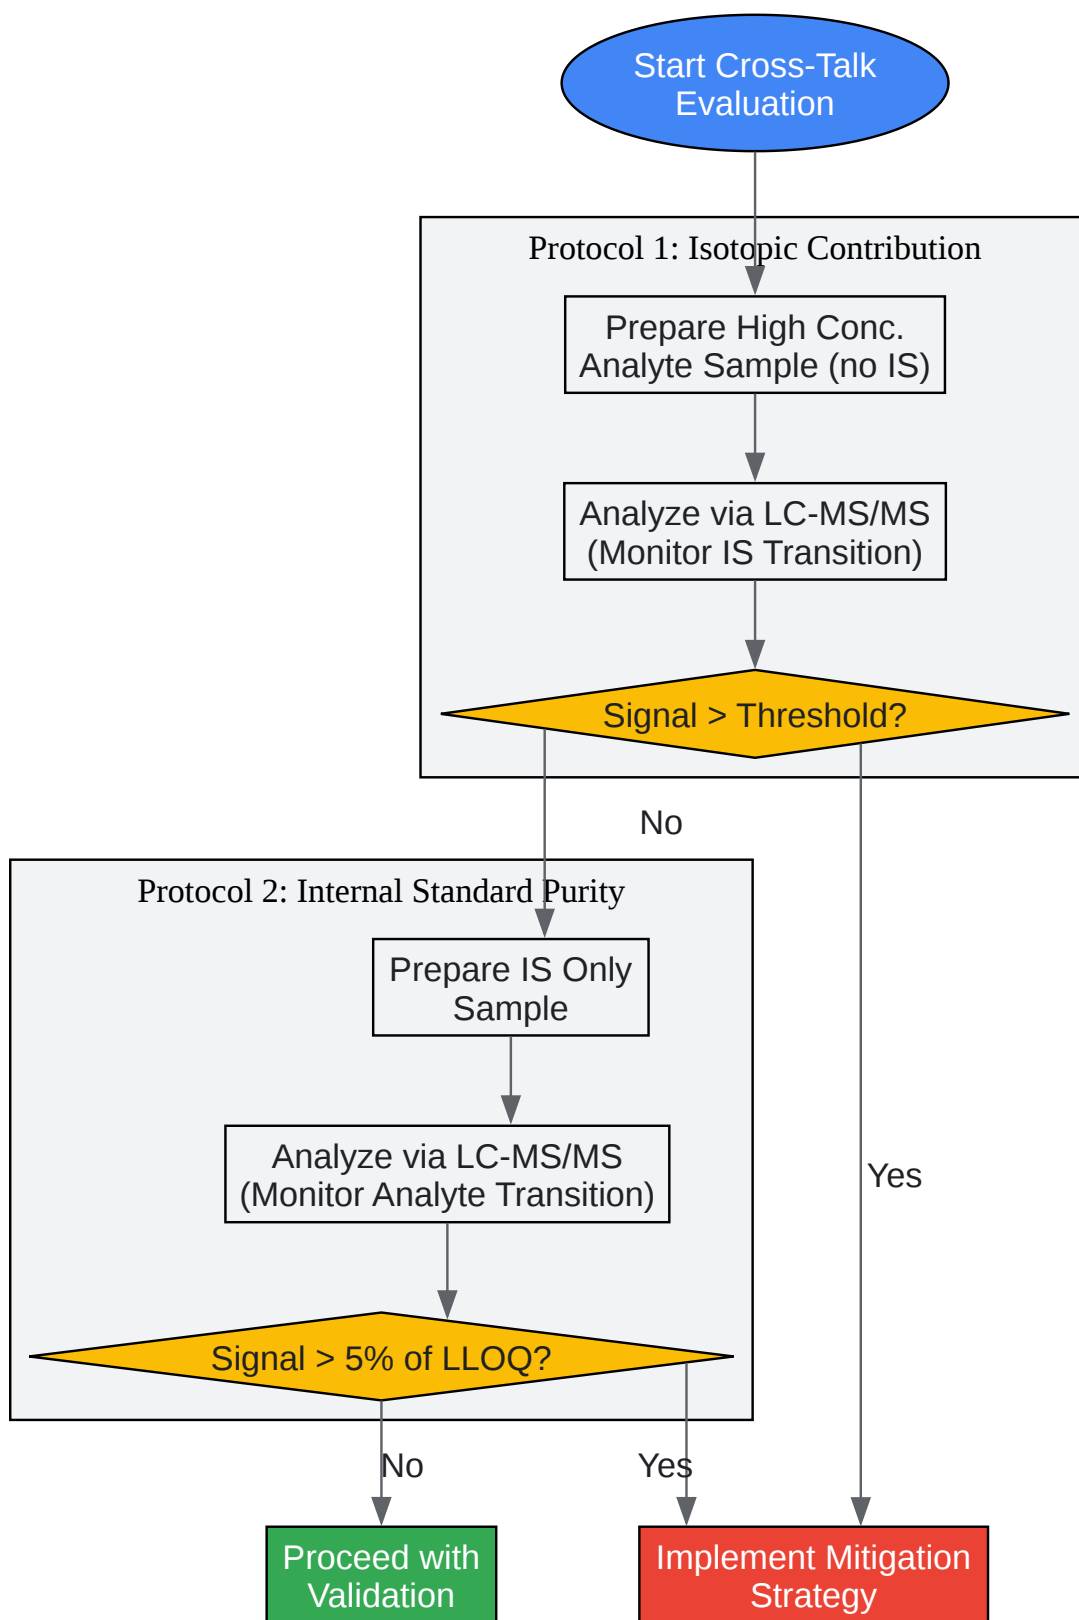 Start Cross-Talk
Evaluation
Protocol 1: Isotopic Contribution
Prepare High Conc.
Analyte Sample (no IS)
Analyze via LC-MS/MS
(Monitor IS Transition)
Signal > Threshold?
No
Protocol 2: Internal Standard Purity
Prepare IS Only
Sample
Analyze via LC-MS/MS
(Monitor Analyte Transition)
Yes
Signal > 5% of LLOQ?
No
Yes
Proceed with
Validation
Implement Mitigation
Strategy